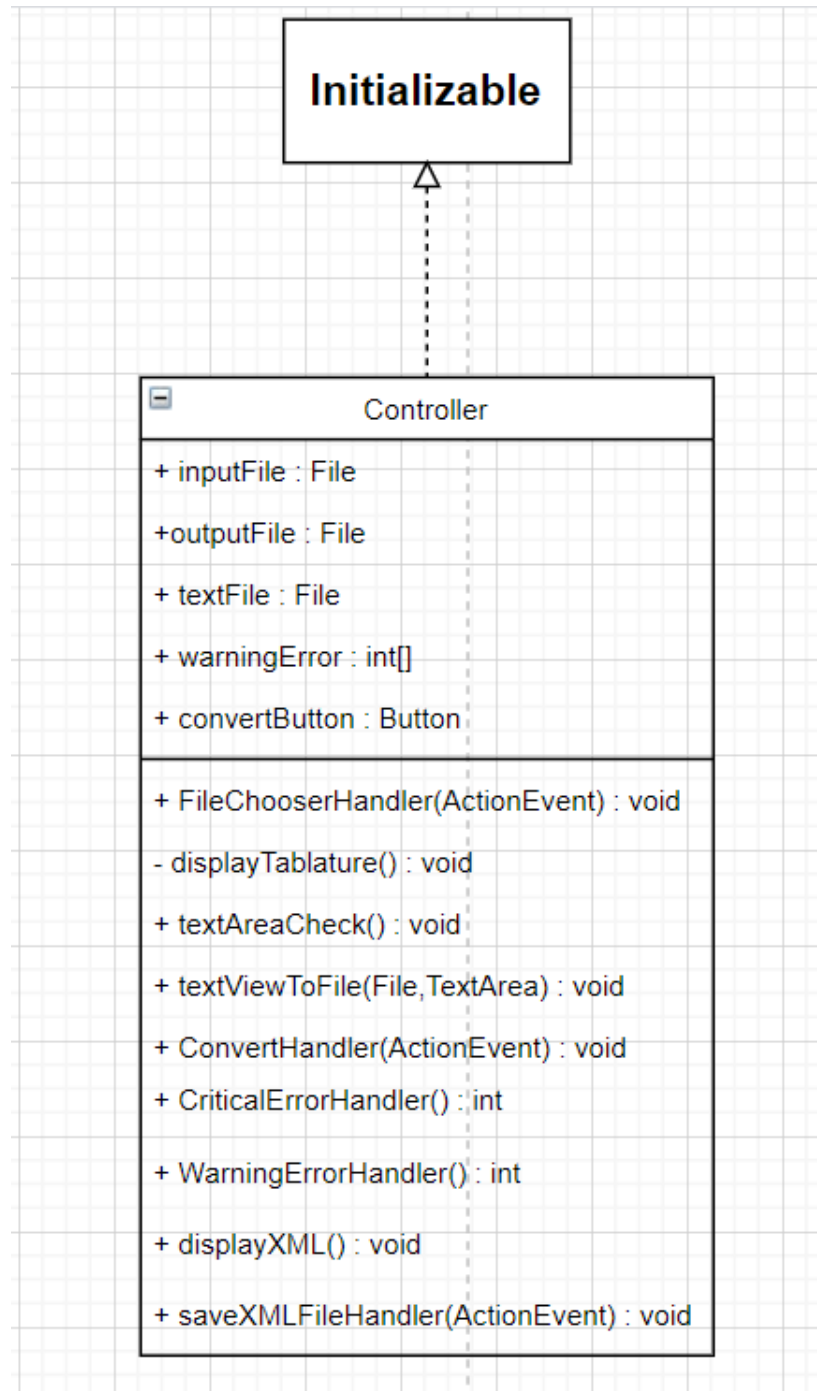 Initializable
Controller
+ inputFile : File
+outputFile : File
+ textFile : File
+ warningError : int[]
+ convertButton : Button
+ FileChooserHandler(ActionEvent) : void
- displayTablature() : void
+ textAreaCheck() : void
+ textViewToFile(File,TextArea) : void
+ ConvertHandler(ActionEvent) : void
+ CriticalErrorHandler() : int
+ WarningErrorHandler() : int
+ displayXML() : void
+ saveXMLFileHandler(ActionEvent) : void